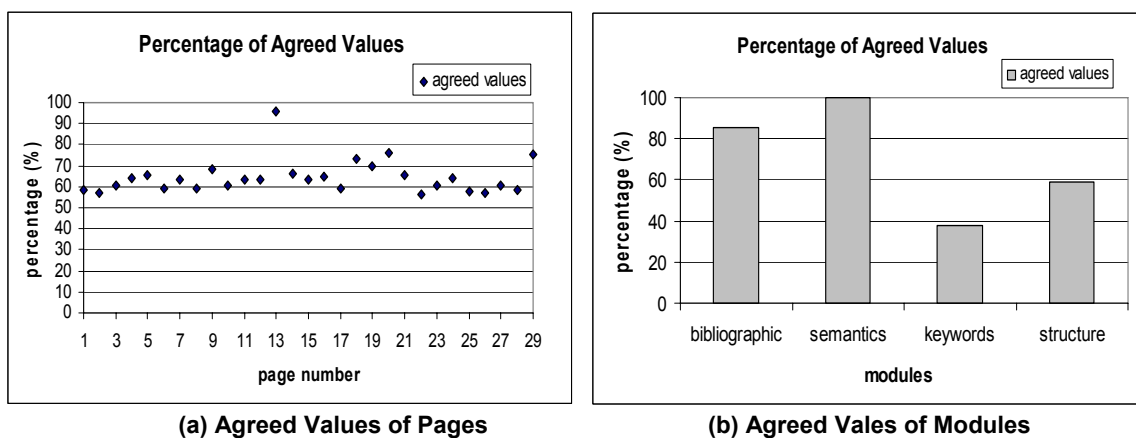 Percentage of Agreed Values
agreed values
100
90
80
70
60
50
40
30
20
10
0
percentage (%)
1 3 5 7 9 11 13 15 17 19 21 23 25 27 29
page number
(a) Agreed Values of Pages
Percentage of Agreed Values
agreed values
100
80
60
40
20
0
percentage (%)
bibliographic semantics keywords structure
modules
(b) Agreed Vales of Modules